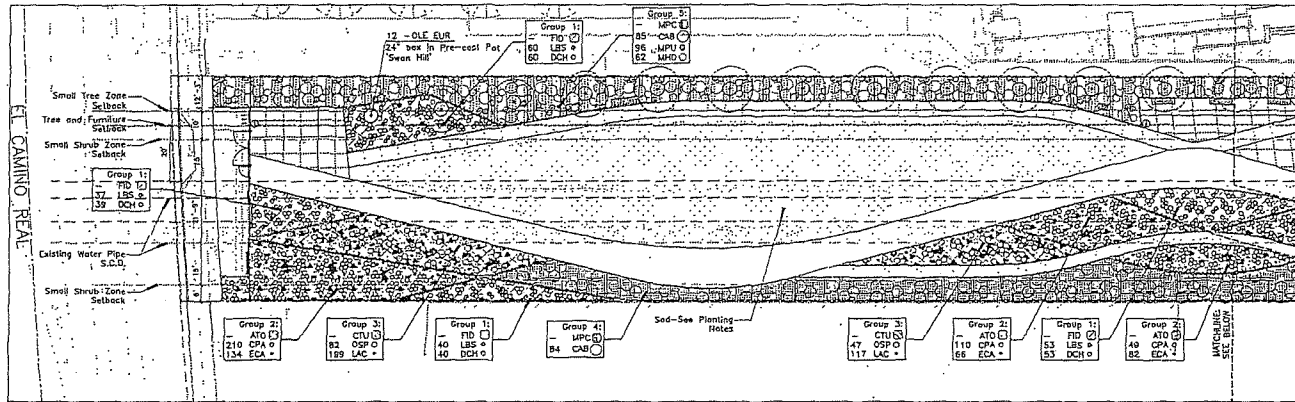 12 -OLE EUR
24" box in Pre-cast Pot
'Swan Hill'
Group 1:
- FID
60 LBS
60 DCH
Group 5:
- MPC
85 CAB
96 MPU
62 MHD
Small Tree Zone
Setback
Tree and Furniture
Setback
Small Shrub Zone
Setback
EL CAMINO REAL
Group 1:
- FID
37 LBS
39 DCH
Existing Water Pipe
S.C.D.
Small Shrub Zone
Setback
Group 2:
- ATO
210 CPA
134 ECA
Group 3:
- CTU
82 OSP
189 LAC
Group 1:
- FID
40 LBS
40 DCH
Group 4:
- MPC
84 CAB
Sod-See Planting
Notes
Group 3:
- CTU
47 OSP
117 LAC
Group 2:
- ATO
110 CPA
66 ECA
Group 1:
- FID
53 LBS
53 DCH
Group 2:
- ATO
49 CPA
82 ECA
MATCHLINE:
SEE BELOW